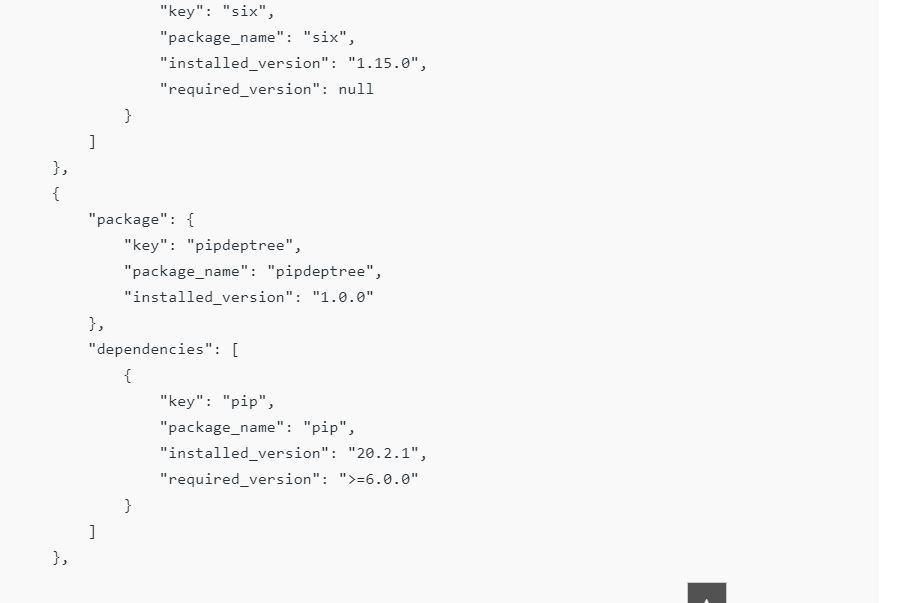 "key": "six",
"package_name": "six",
"installed_version": "1.15.0",
"required_version": null
}
]
},
{
"package": {
"key": "pipdeptree",
"package_name": "pipdeptree",
"installed_version": "1.0.0"
},
"dependencies": [
{
"key": "pip",
"package_name": "pip",
"installed_version": "20.2.1",
"required_version": ">=6.0.0"
}
]
},